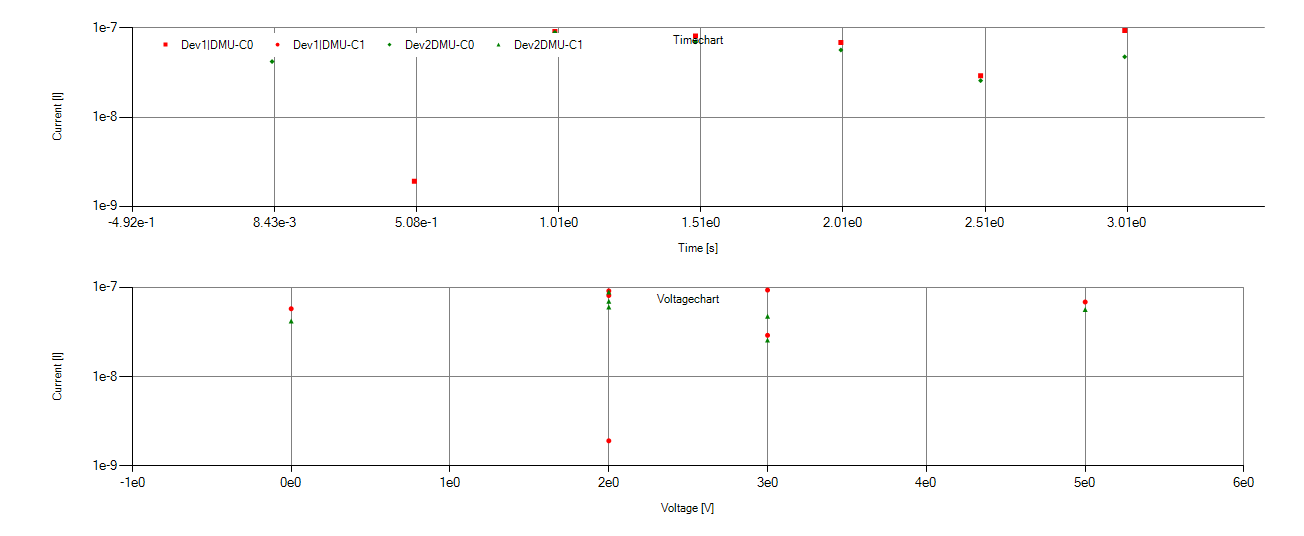 1e-7
Dev1|DMU-C0 Dev1|DMU-C1 Dev2DMU-C0 Dev2DMU-C1
Timechart
Current [I]
1e-8
1e-9
-4.92e-1 8.43e-3 5.08e-1 1.01e0 1.51e0 2.01e0 2.51e0 3.01e0
Time [s]
1e-7
Voltagechart
Current [I]
1e-8
1e-9
-1e0 0e0 1e0 2e0 3e0 4e0 5e0 6e0
Voltage [V]